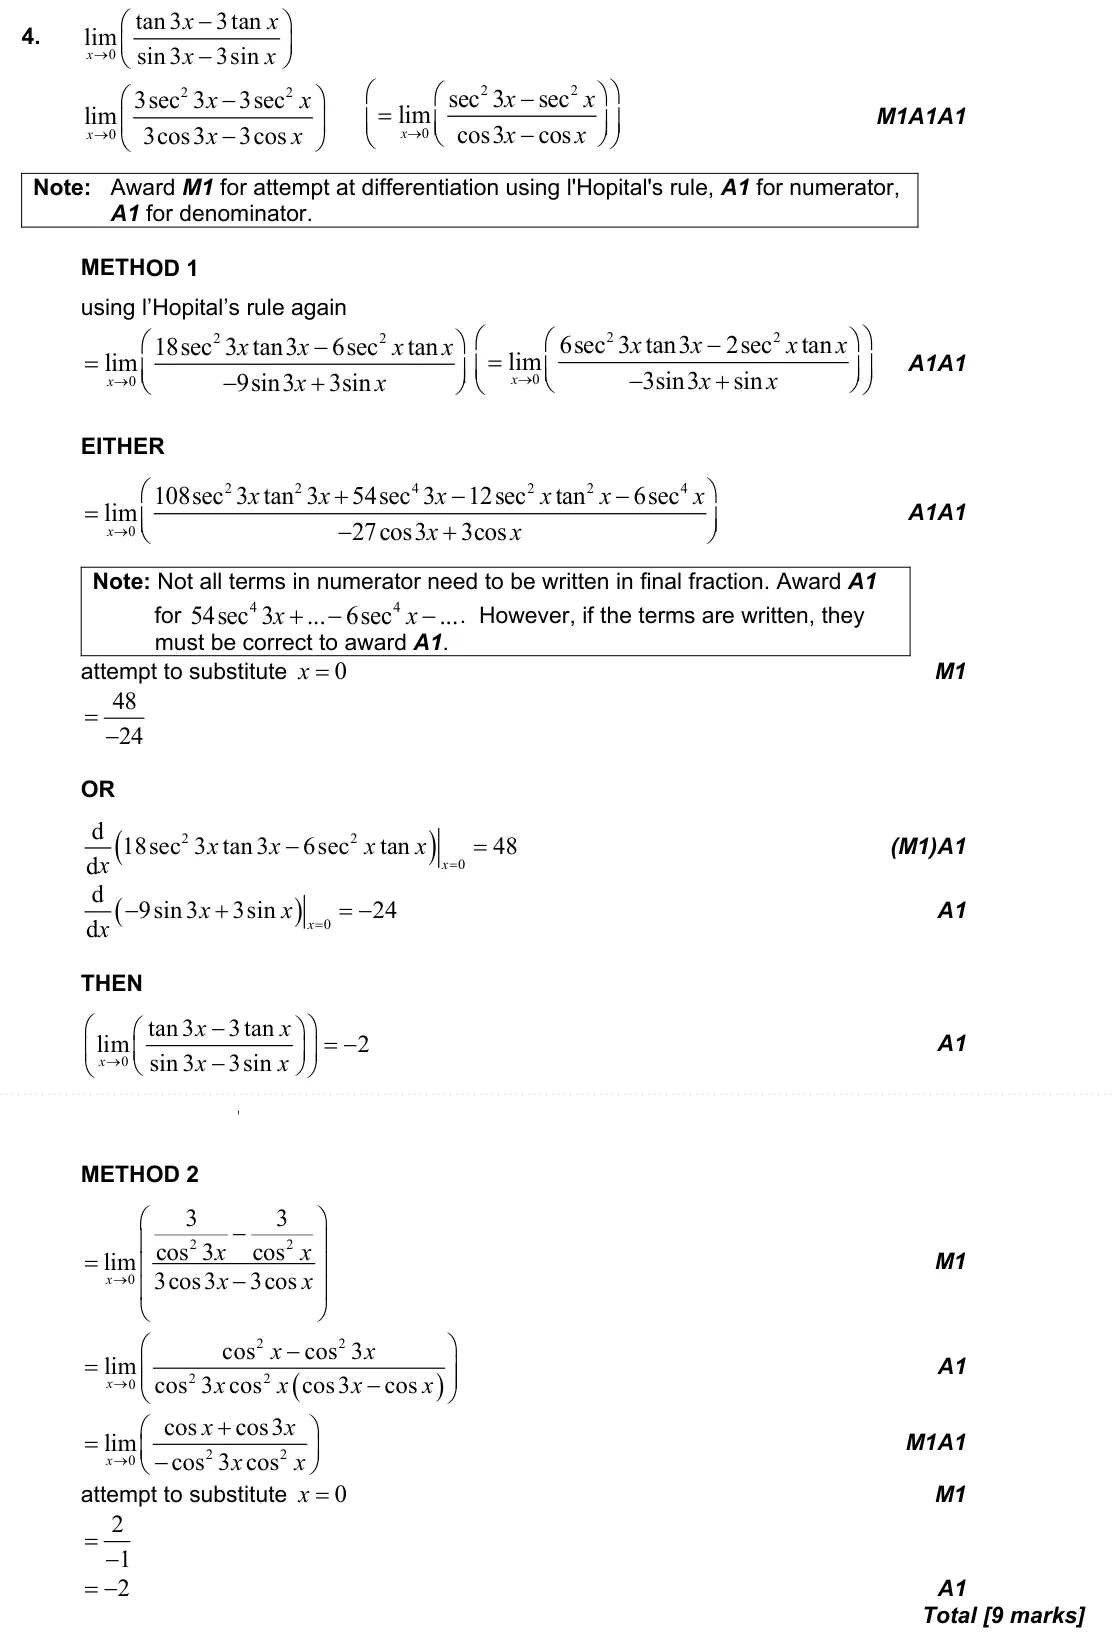 4. lim x→0 ( (tan 3x − 3 tan x) / (sin 3x − 3 sin x) )
lim x→0 ( (3 sec² 3x − 3 sec² x) / (3 cos 3x − 3 cos x) ) ( = lim x→0 ( (sec² 3x − sec² x) / (cos 3x − cos x) ) ) M1A1A1
Note: Award M1 for attempt at differentiation using l'Hopital's rule, A1 for numerator,
A1 for denominator.
METHOD 1
using l'Hopital's rule again
= lim x→0 ( (18 sec² 3x tan 3x − 6 sec² x tan x) / (−9 sin 3x + 3 sin x) ) ( = lim x→0 ( (6 sec² 3x tan 3x − 2 sec² x tan x) / (−3 sin 3x + sin x) ) ) A1A1
EITHER
= lim x→0 ( (108 sec² 3x tan² 3x + 54 sec⁴ 3x − 12 sec² x tan² x − 6 sec⁴ x) / (−27 cos 3x + 3 cos x) ) A1A1
Note: Not all terms in numerator need to be written in final fraction. Award A1
for 54 sec⁴ 3x + ... − 6 sec⁴ x − .... However, if the terms are written, they
must be correct to award A1.
attempt to substitute x = 0 M1
= 48 / −24
OR
d/dx (18 sec² 3x tan 3x − 6 sec² x tan x)|x=0 = 48 (M1)A1
d/dx (−9 sin 3x + 3 sin x)|x=0 = −24 A1
THEN
( lim x→0 ( (tan 3x − 3 tan x) / (sin 3x − 3 sin x) ) ) = −2 A1
METHOD 2
= lim x→0 ( (3 / cos² 3x − 3 / cos² x) / (3 cos 3x − 3 cos x) ) M1
= lim x→0 ( (cos² x − cos² 3x) / (cos² 3x cos² x (cos 3x − cos x)) ) A1
= lim x→0 ( (cos x + cos 3x) / (−cos² 3x cos² x) ) M1A1
attempt to substitute x = 0 M1
= 2 / −1
= −2 A1
Total [9 marks]